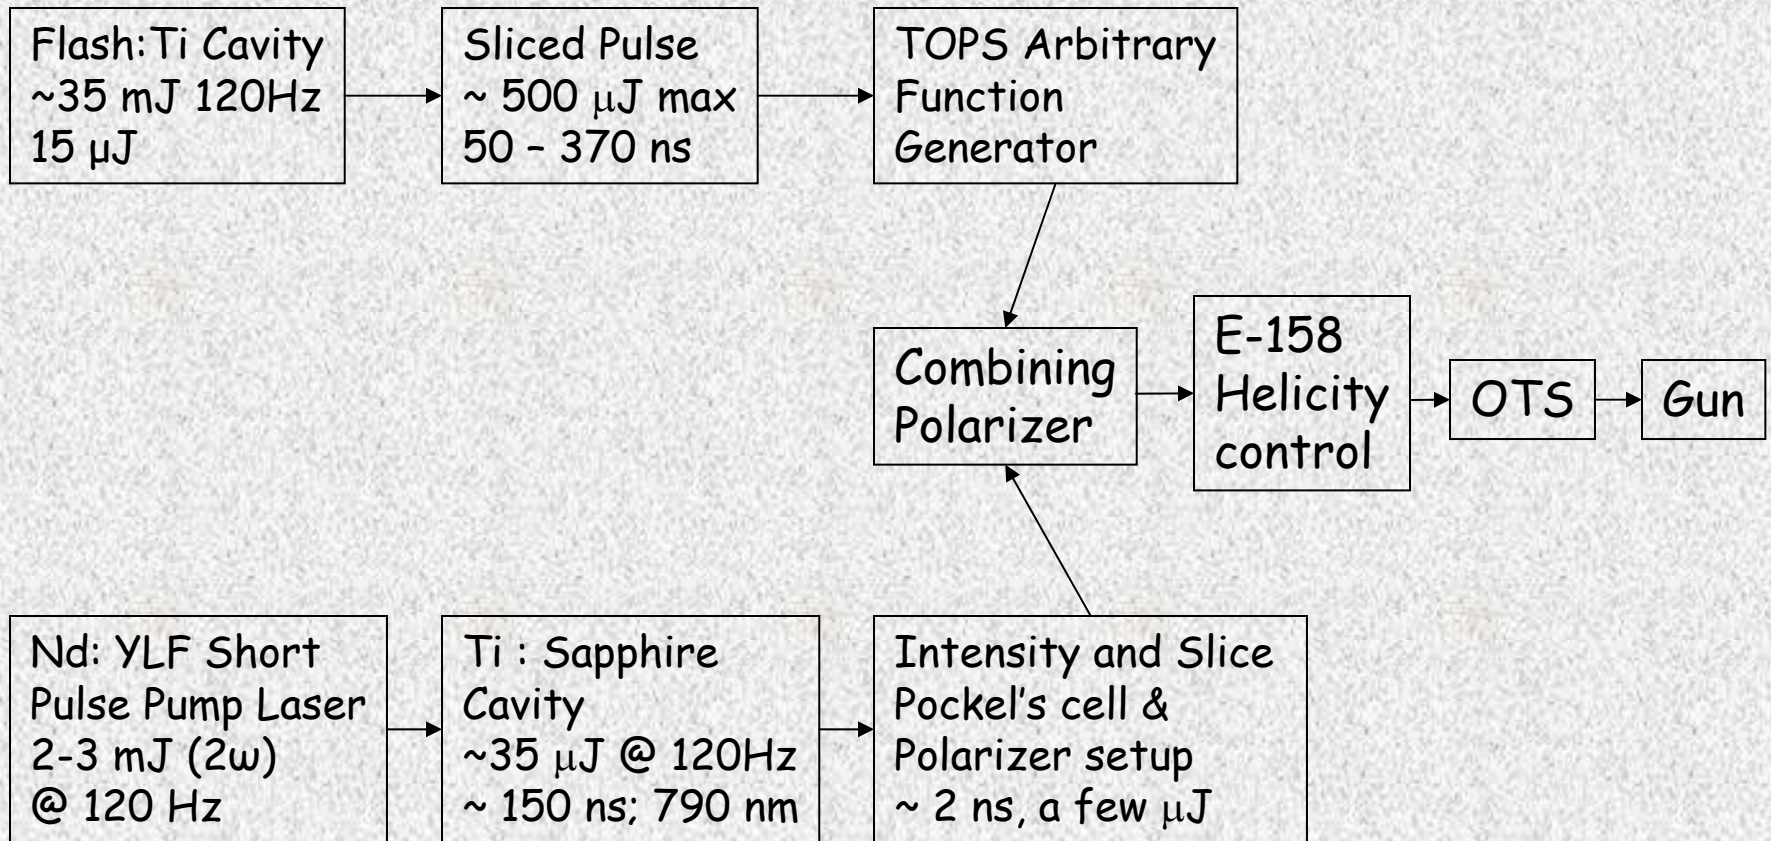 Flash:Ti Cavity
~35 mJ 120Hz
15 µJ
Sliced Pulse
~ 500 µJ max
50 – 370 ns
TOPS Arbitrary
Function
Generator
Combining
Polarizer
E-158
Helicity
control
OTS
Gun
Nd: YLF Short
Pulse Pump Laser
2-3 mJ (2w)
@ 120 Hz
Ti : Sapphire
Cavity
~35 µJ @ 120Hz
~ 150 ns; 790 nm
Intensity and Slice
Pockel’s cell &
Polarizer setup
~ 2 ns, a few µJ